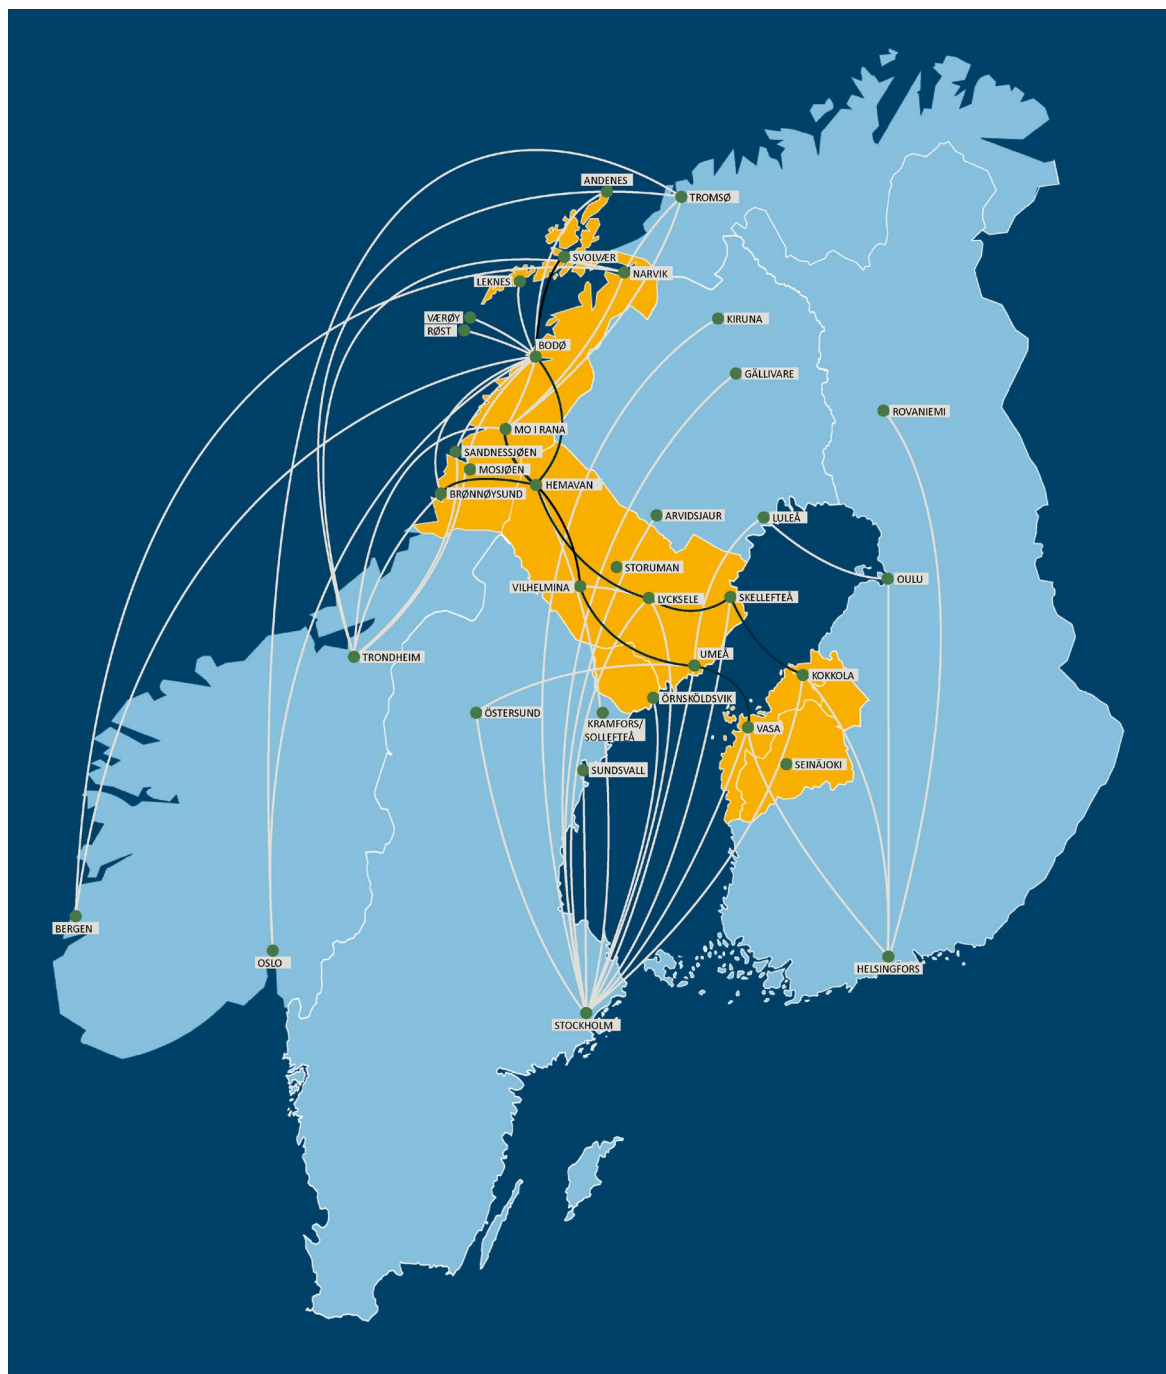 ANDENES
TROMSØ
SVOLVÆR
NARVIK
LEKNES
VÆRØY
RØST
KIRUNA
BODØ
GÄLLIVARE
ROVANIEMI
MO I RANA
SANDNESSJØEN
MOSJØEN
HEMAVAN
BRØNNØYSUND
ARVIDSJAUR
LULEÅ
STORUMAN
OULU
VILHELMINA
LYCKSELE
SKELLEFTEÅ
TRONDHEIM
UMEÅ
KOKKOLA
ÖRNSKÖLDSVIK
ÖSTERSUND
KRAMFORS/
SOLLEFTEÅ
VASA
SEINÄJOKI
SUNDSVALL
BERGEN
OSLO
HELSINGFORS
STOCKHOLM